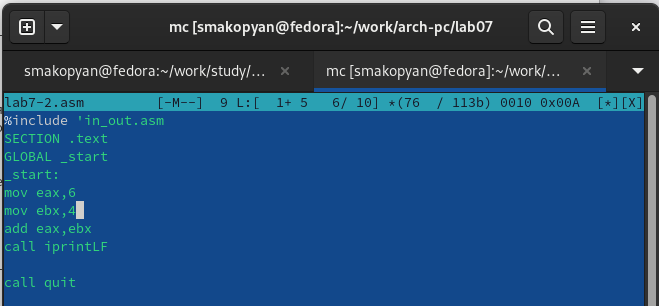 mc [smakopyan@fedora]:~/work/arch-pc/lab07
smakopyan@fedora:~/work/study/... × mc [smakopyan@fedora]:~/work/... ×
lab7-2.asm [-M--] 9 L:[ 1+ 5 6/ 10] *(76 / 113b) 0010 0x00A [*][X]
%include 'in_out.asm
SECTION .text
GLOBAL _start
_start:
mov eax,6
mov ebx,4
add eax,ebx
call iprintLF
call quit